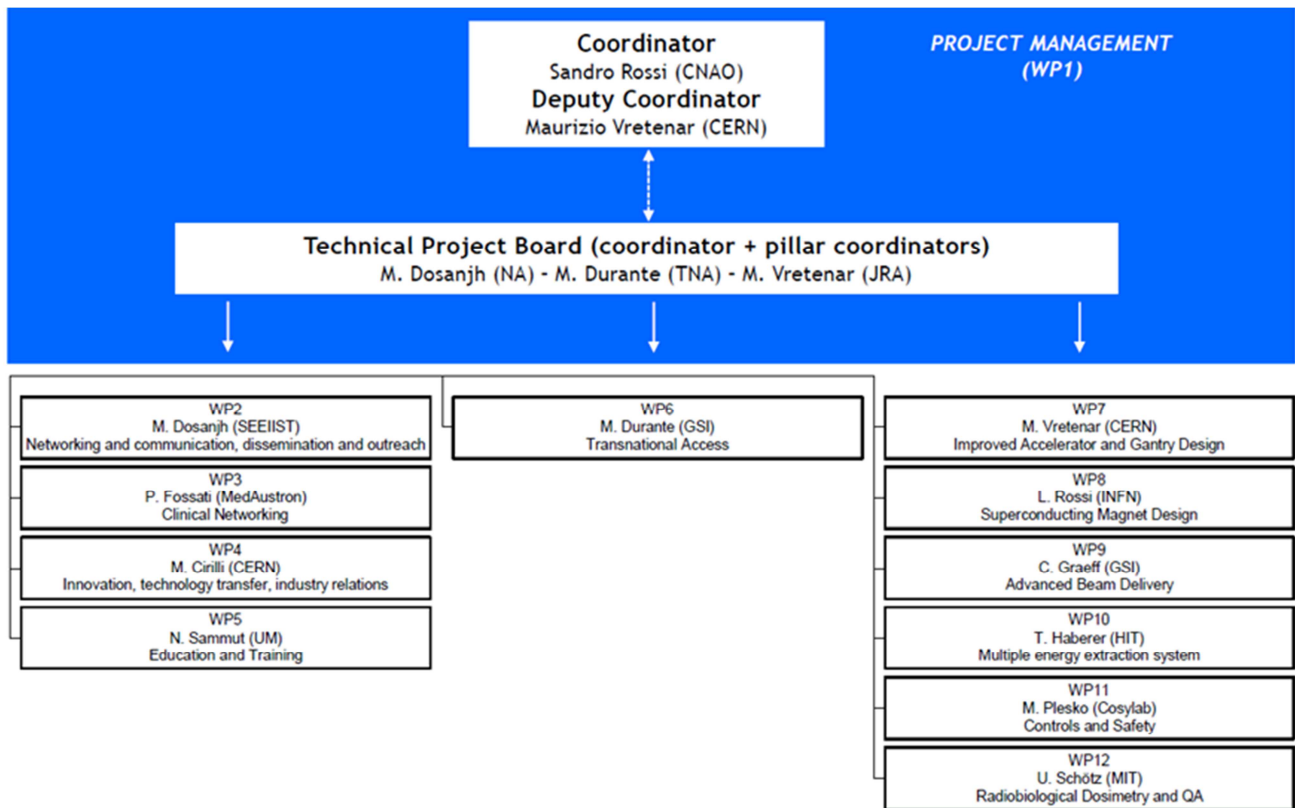 Coordinator
Sandro Rossi (CNAO)
Deputy Coordinator
Maurizio Vretenar (CERN)
PROJECT MANAGEMENT
(WP1)
Technical Project Board (coordinator + pillar coordinators)
M. Dosanjh (NA) - M. Durante (TNA) - M. Vretenar (JRA)
WP2
M. Dosanjh (SEEIIST)
Networking and communication, dissemination and outreach
WP3
P. Fossati (MedAustron)
Clinical Networking
WP4
M. Cirilli (CERN)
Innovation, technology transfer, industry relations
WP5
N. Sammut (UM)
Education and Training
WP6
M. Durante (GSI)
Transnational Access
WP7
M. Vretenar (CERN)
Improved Accelerator and Gantry Design
WP8
L. Rossi (INFN)
Superconducting Magnet Design
WP9
C. Graeff (GSI)
Advanced Beam Delivery
WP10
T. Haberer (HIT)
Multiple energy extraction system
WP11
M. Plesko (Cosylab)
Controls and Safety
WP12
U. Schötz (MIT)
Radiobiological Dosimetry and QA